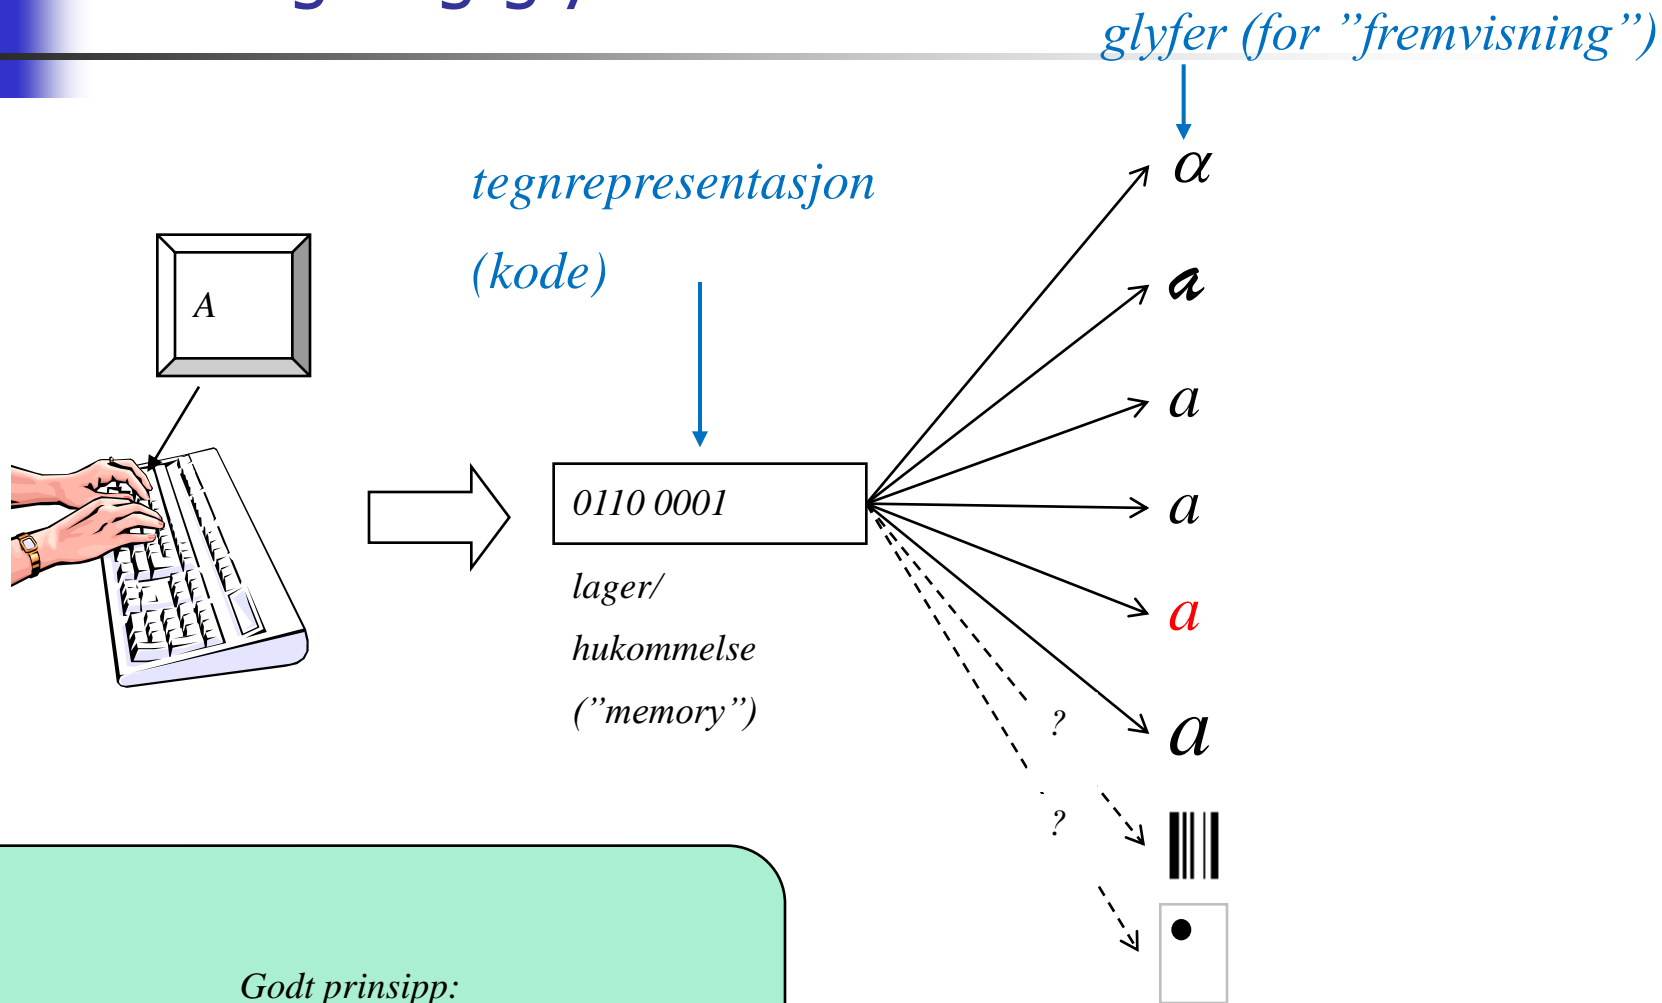 glyfer (for ”fremvisning”)
tegnrepresentasjon
(kode)
A
0110 0001
lager/
hukommelse
(”memory”)
α
a
a
a
a
a
?
?
Godt prinsipp: